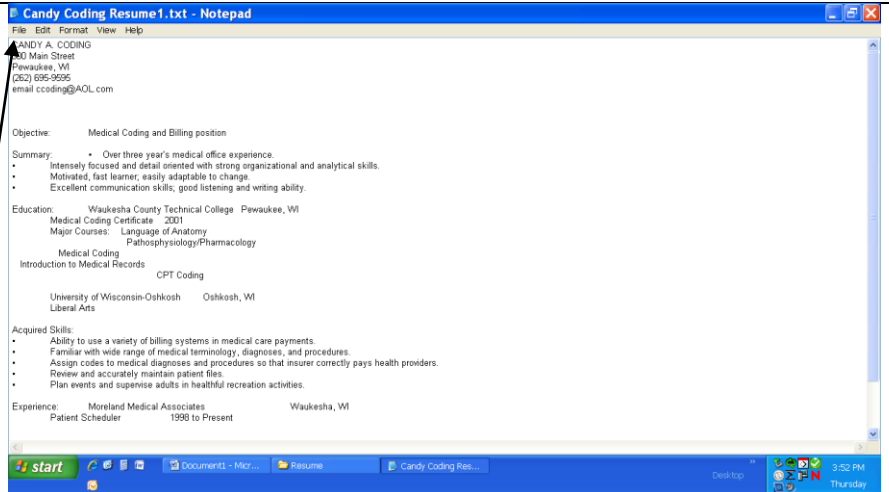 Candy Coding Resume1.txt - Notepad
File Edit Format View Help
CANDY A. CODING
Main Street
Pewaukee, WI
(262) 695-9595
email ccoding@AOL.com
Objective: Medical Coding and Billing position
Summary: • Over three year's medical office experience.
• Intensely focused and detail oriented with strong organizational and analytical skills.
• Motivated, fast learner; easily adaptable to change.
• Excellent communication skills; good listening and writing ability.
Education: Waukesha County Technical College Pewaukee, WI
Medical Coding Certificate 2001
Major Courses: Language of Anatomy
Pathosphysiology/Pharmacology
Medical Coding
Introduction to Medical Records
CPT Coding
University of Wisconsin-Oshkosh Oshkosh, WI
Liberal Arts
Acquired Skills:
• Ability to use a variety of billing systems in medical care payments.
• Familiar with wide range of medical terminology, diagnoses, and procedures.
• Assign codes to medical diagnoses and procedures so that insurer correctly pays health providers.
• Review and accurately maintain patient files.
• Plan events and supervise adults in healthful recreation activities.
Experience: Moreland Medical Associates Waukesha, WI
Patient Scheduler 1998 to Present
start Document1 - Micr... Resume Candy Coding Res... Desktop » 3:52 PM
Thursday